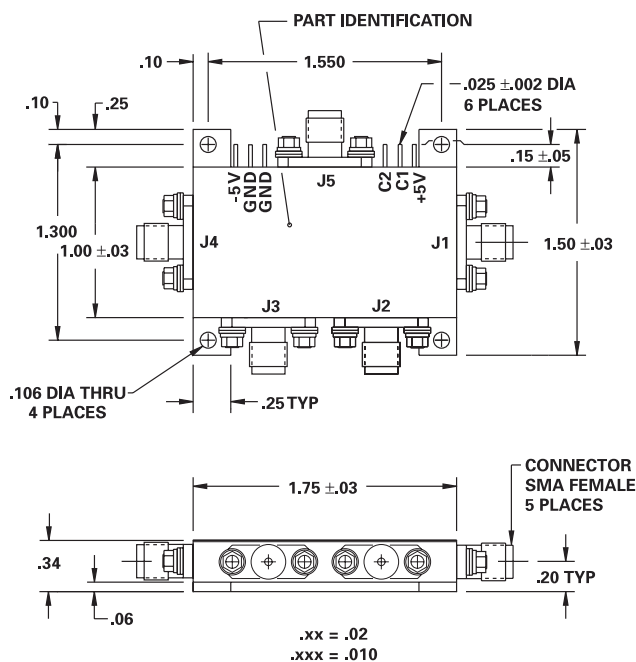 PART IDENTIFICATION
.10
1.550
.025 ±.002 DIA
6 PLACES
.10
.25
.15 ±.05
-5V
GND
GND
J5
C2
C1
+5V
1.300
1.00 ±.03
J4
J1
1.50 ±.03
J3
J2
.106 DIA THRU
4 PLACES
.25 TYP
1.75 ±.03
CONNECTOR
SMA FEMALE
5 PLACES
.34
.06
.20 TYP
.xx = .02
.xxx = .010